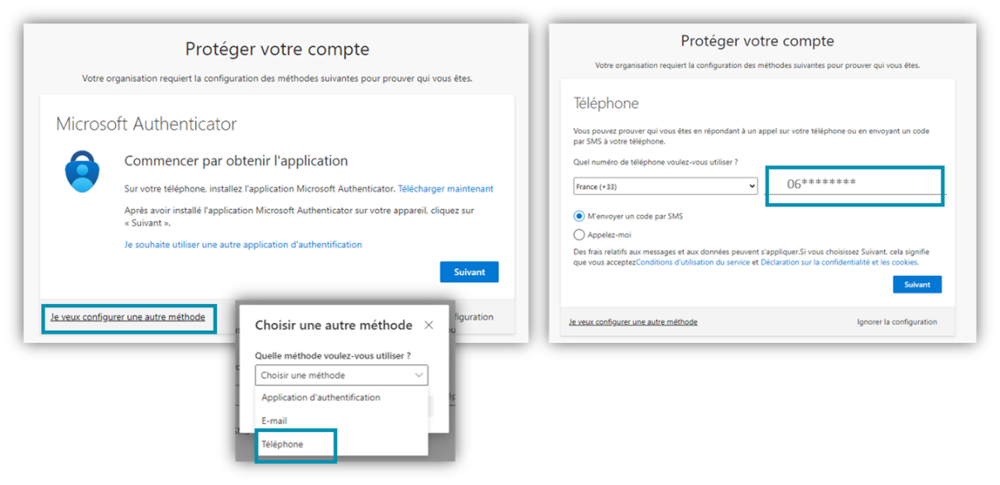 Protéger votre compte
Votre organisation requiert la configuration des méthodes suivantes pour prouver qui vous êtes.
Microsoft Authenticator
Commencer par obtenir l'application
Sur votre téléphone, installez l'application Microsoft Authenticator. Télécharger maintenant
Après avoir installé l'application Microsoft Authenticator sur votre appareil, cliquez sur
« Suivant ».
Je souhaite utiliser une autre application d'authentification
Suivant
Je veux configurer une autre méthode
Choisir une autre méthode
Quelle méthode voulez-vous utiliser ?
Choisir une méthode
Application d'authentification
E-mail
Téléphone
Protéger votre compte
Votre organisation requiert la configuration des méthodes suivantes pour prouver qui vous êtes.
Téléphone
Vous pouvez prouver qui vous êtes en répondant à un appel sur votre téléphone ou en envoyant un code
par SMS à votre téléphone.
Quel numéro de téléphone voulez-vous utiliser ?
France (+33)
06********
M'envoyer un code par SMS
Appelez-moi
Des frais relatifs aux messages et aux données peuvent s'appliquer.Si vous choisissez Suivant, cela signifie
que vous acceptezConditions d'utilisation du service et Déclaration sur la confidentialité et les cookies.
Suivant
Je veux configurer une autre méthode
Ignorer la configuration